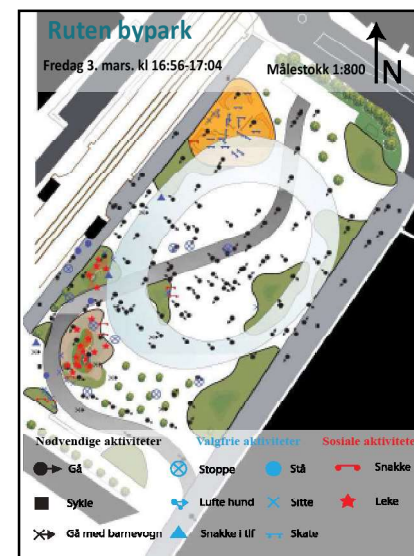 Ruten bypark
Fredag 3. mars. kl 16:56-17:04
Målestokk 1:800
N
Nødvendige aktiviteter
Valgfrie aktiviteter
Sosiale aktivitete
Gå
Stoppe
Stå
Snakke
Sykle
Lufte hund
Sitte
Leke
Gå med barnevogn
Snakke i tlf
Skate